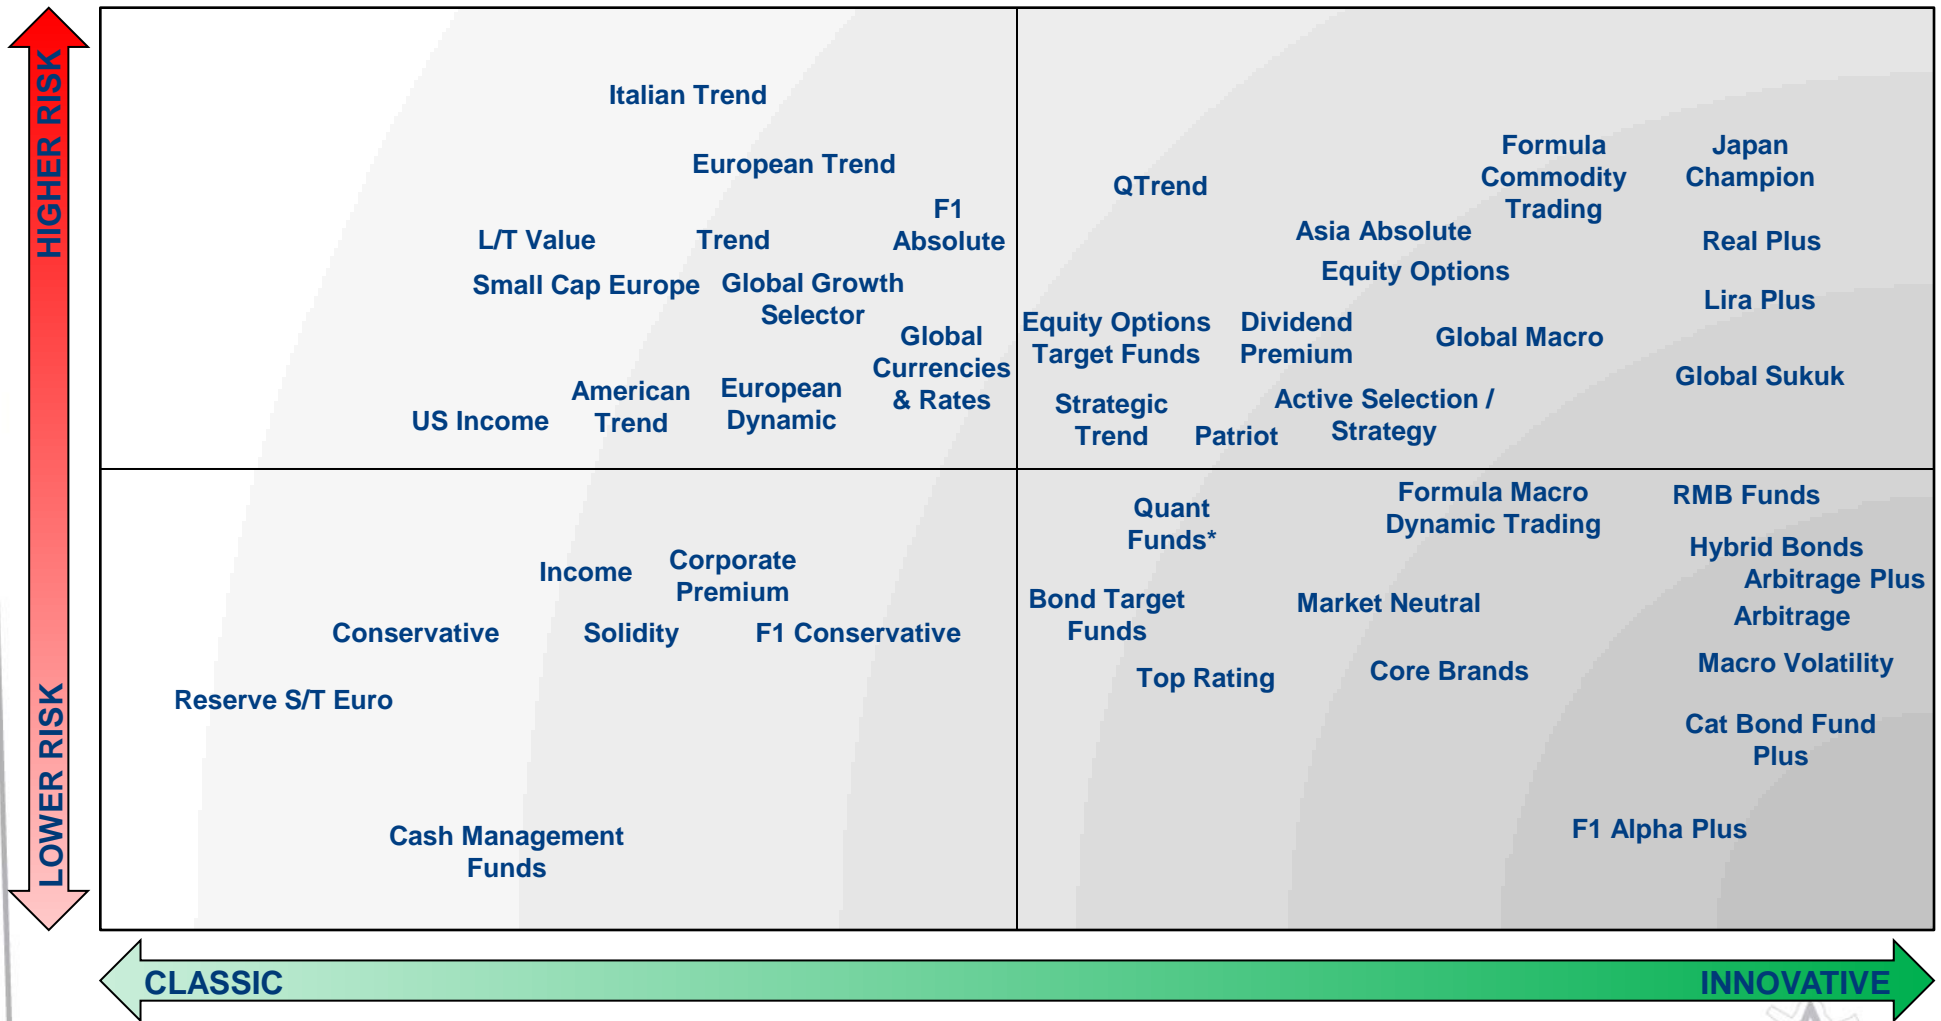 HIGHER RISK
LOWER RISK
Italian Trend
European Trend
F1
Absolute
L/T Value
Trend
Small Cap Europe
Global Growth
Selector
Global
Currencies
& Rates
American
Trend
European
Dynamic
US Income
Formula
Commodity
Trading
Japan
Champion
QTrend
Asia Absolute
Real Plus
Equity Options
Lira Plus
Equity Options
Target Funds
Dividend
Premium
Global Macro
Global Sukuk
Strategic
Trend
Patriot
Active Selection /
Strategy
Income
Corporate
Premium
Conservative
Solidity
F1 Conservative
Reserve S/T Euro
Cash Management
Funds
Quant
Funds*
Formula Macro
Dynamic Trading
RMB Funds
Hybrid Bonds
Arbitrage Plus
Bond Target
Funds
Market Neutral
Arbitrage
Top Rating
Core Brands
Macro Volatility
Cat Bond Fund
Plus
F1 Alpha Plus
CLASSIC
INNOVATIVE